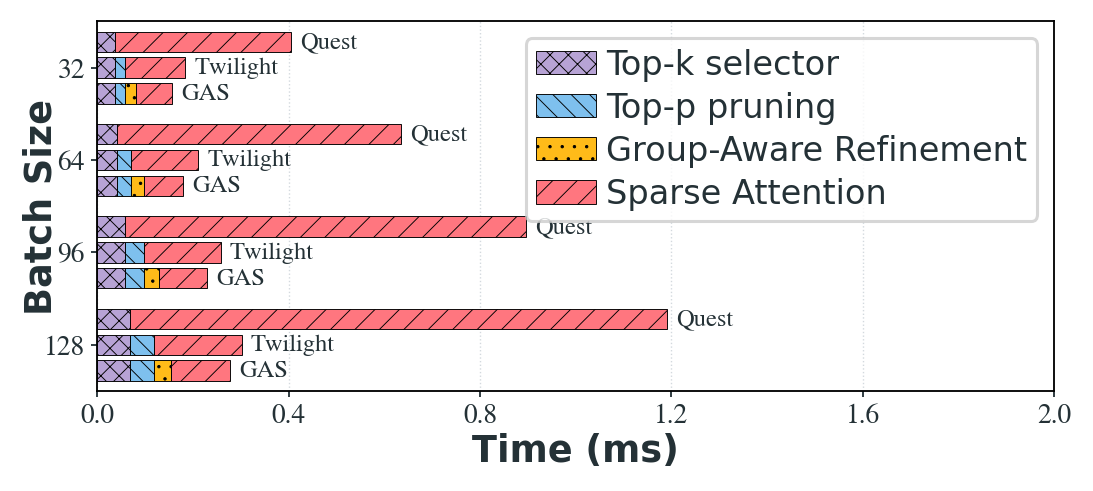 Quest
32
Twilight
GAS
Quest
64
Twilight
GAS
Quest
96
Twilight
GAS
Quest
128
Twilight
GAS
Batch Size
Top-k selector
Top-p pruning
Group-Aware Refinement
Sparse Attention
0.0 0.4 0.8 1.2 1.6 2.0
Time (ms)